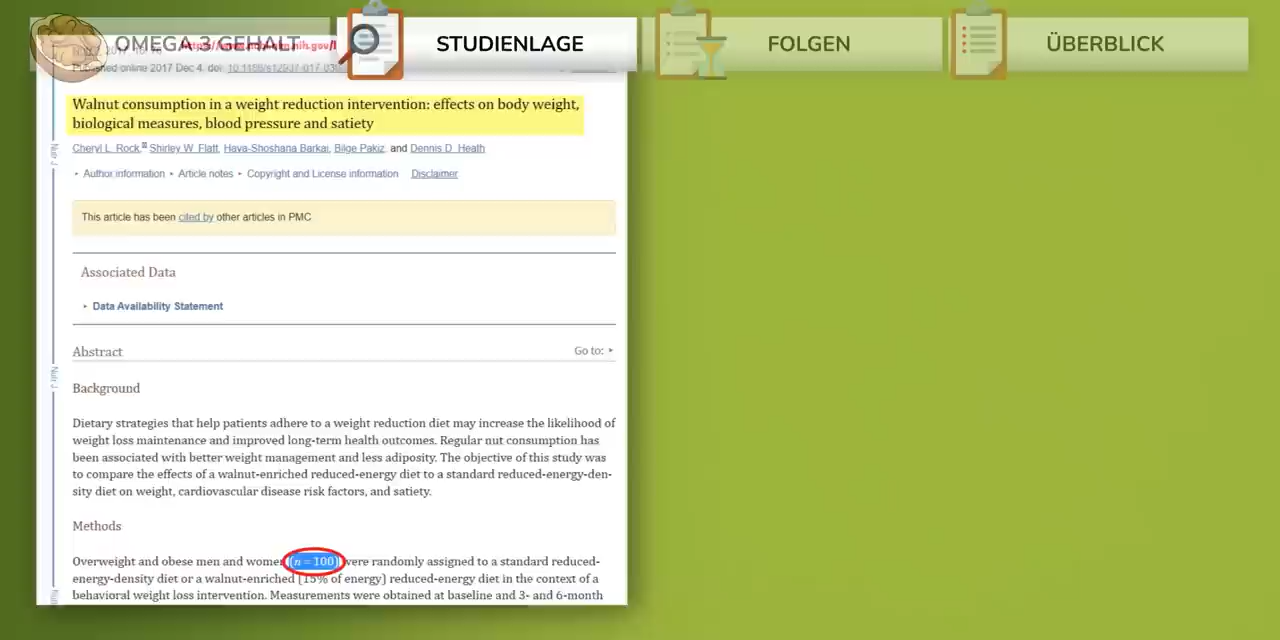 OMEGA 3 GEHALT
STUDIENLAGE
FOLGEN
ÜBERBLICK
Published online 2017 Dec 4. doi:
Walnut consumption in a weight reduction intervention: effects on body weight,
biological measures, blood pressure and satiety
Cheryl L. Rock, Shirley W. Flatt, Hava-Shoshana Barkai, Bilge Pakiz, and Dennis D. Heath
Author information • Article notes • Copyright and License information Disclaimer
This article has been cited by other articles in PMC
Associated Data
Data Availability Statement
Abstract
Go to:
Background
Dietary strategies that help patients adhere to a weight reduction diet may increase the likelihood of
weight loss maintenance and improved long-term health outcomes. Regular nut consumption has
been associated with better weight management and less adiposity. The objective of this study was
to compare the effects of a walnut-enriched reduced-energy diet to a standard reduced-energy-den-
sity diet on weight, cardiovascular disease risk factors, and satiety.
Methods
Overweight and obese men and women (n = 100) were randomly assigned to a standard reduced-
energy-density diet or a walnut-enriched (15% of energy) reduced-energy diet in the context of a
behavioral weight loss intervention. Measurements were obtained at baseline and 3- and 6-month